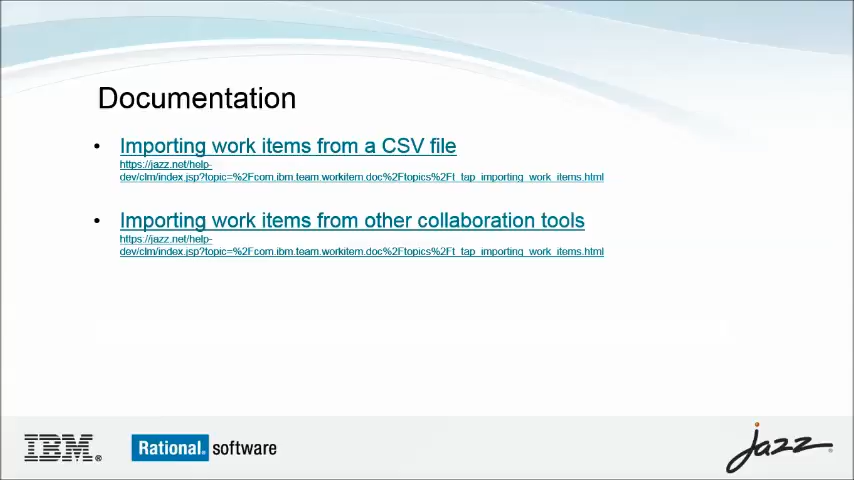 Documentation
• Importing work items from a CSV file
https://jazz.net/help-
dev/clm/index.jsp?topic=%2Fcom.ibm.team.workitem.doc%2Ftopics%2Ft_tap_importing_work_items.html
• Importing work items from other collaboration tools
https://jazz.net/help-
dev/clm/index.jsp?topic=%2Fcom.ibm.team.workitem.doc%2Ftopics%2Ft_tap_importing_work_items.html
IBM® Rational® software jazz®